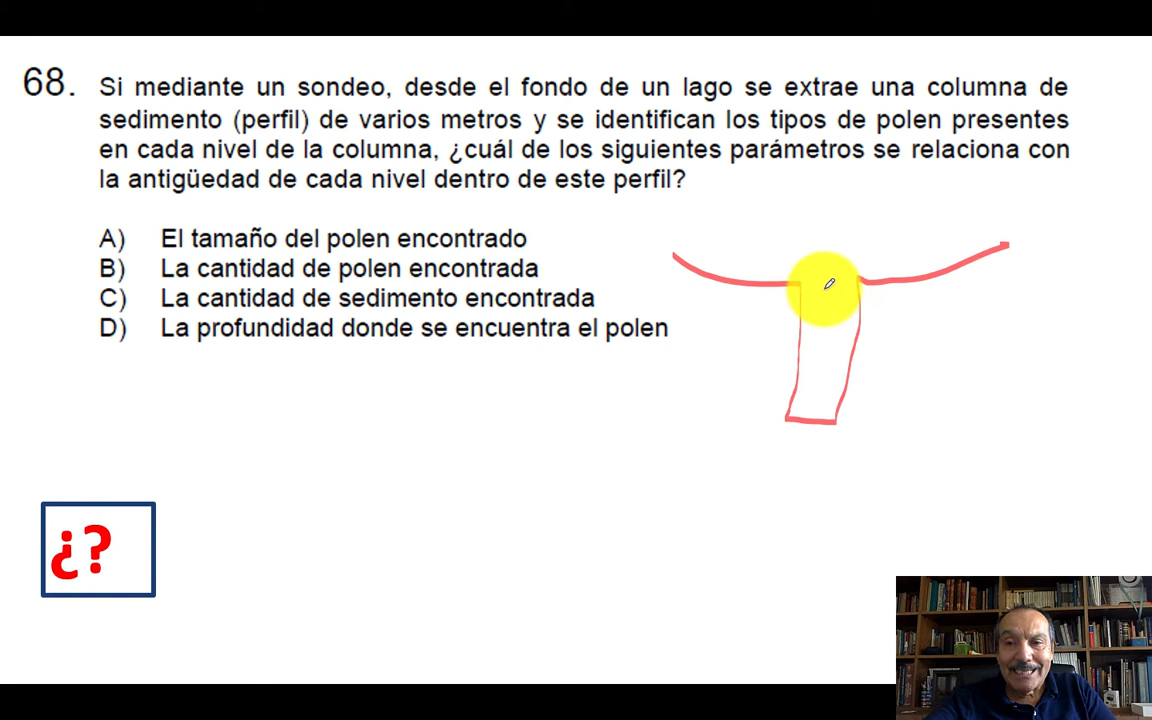 68. Si mediante un sondeo, desde el fondo de un lago se extrae una columna de
sedimento (perfil) de varios metros y se identifican los tipos de polen presentes
en cada nivel de la columna, ¿cuál de los siguientes parámetros se relaciona con
la antigüedad de cada nivel dentro de este perfil?
A) El tamaño del polen encontrado
B) La cantidad de polen encontrada
C) La cantidad de sedimento encontrada
D) La profundidad donde se encuentra el polen
¿?